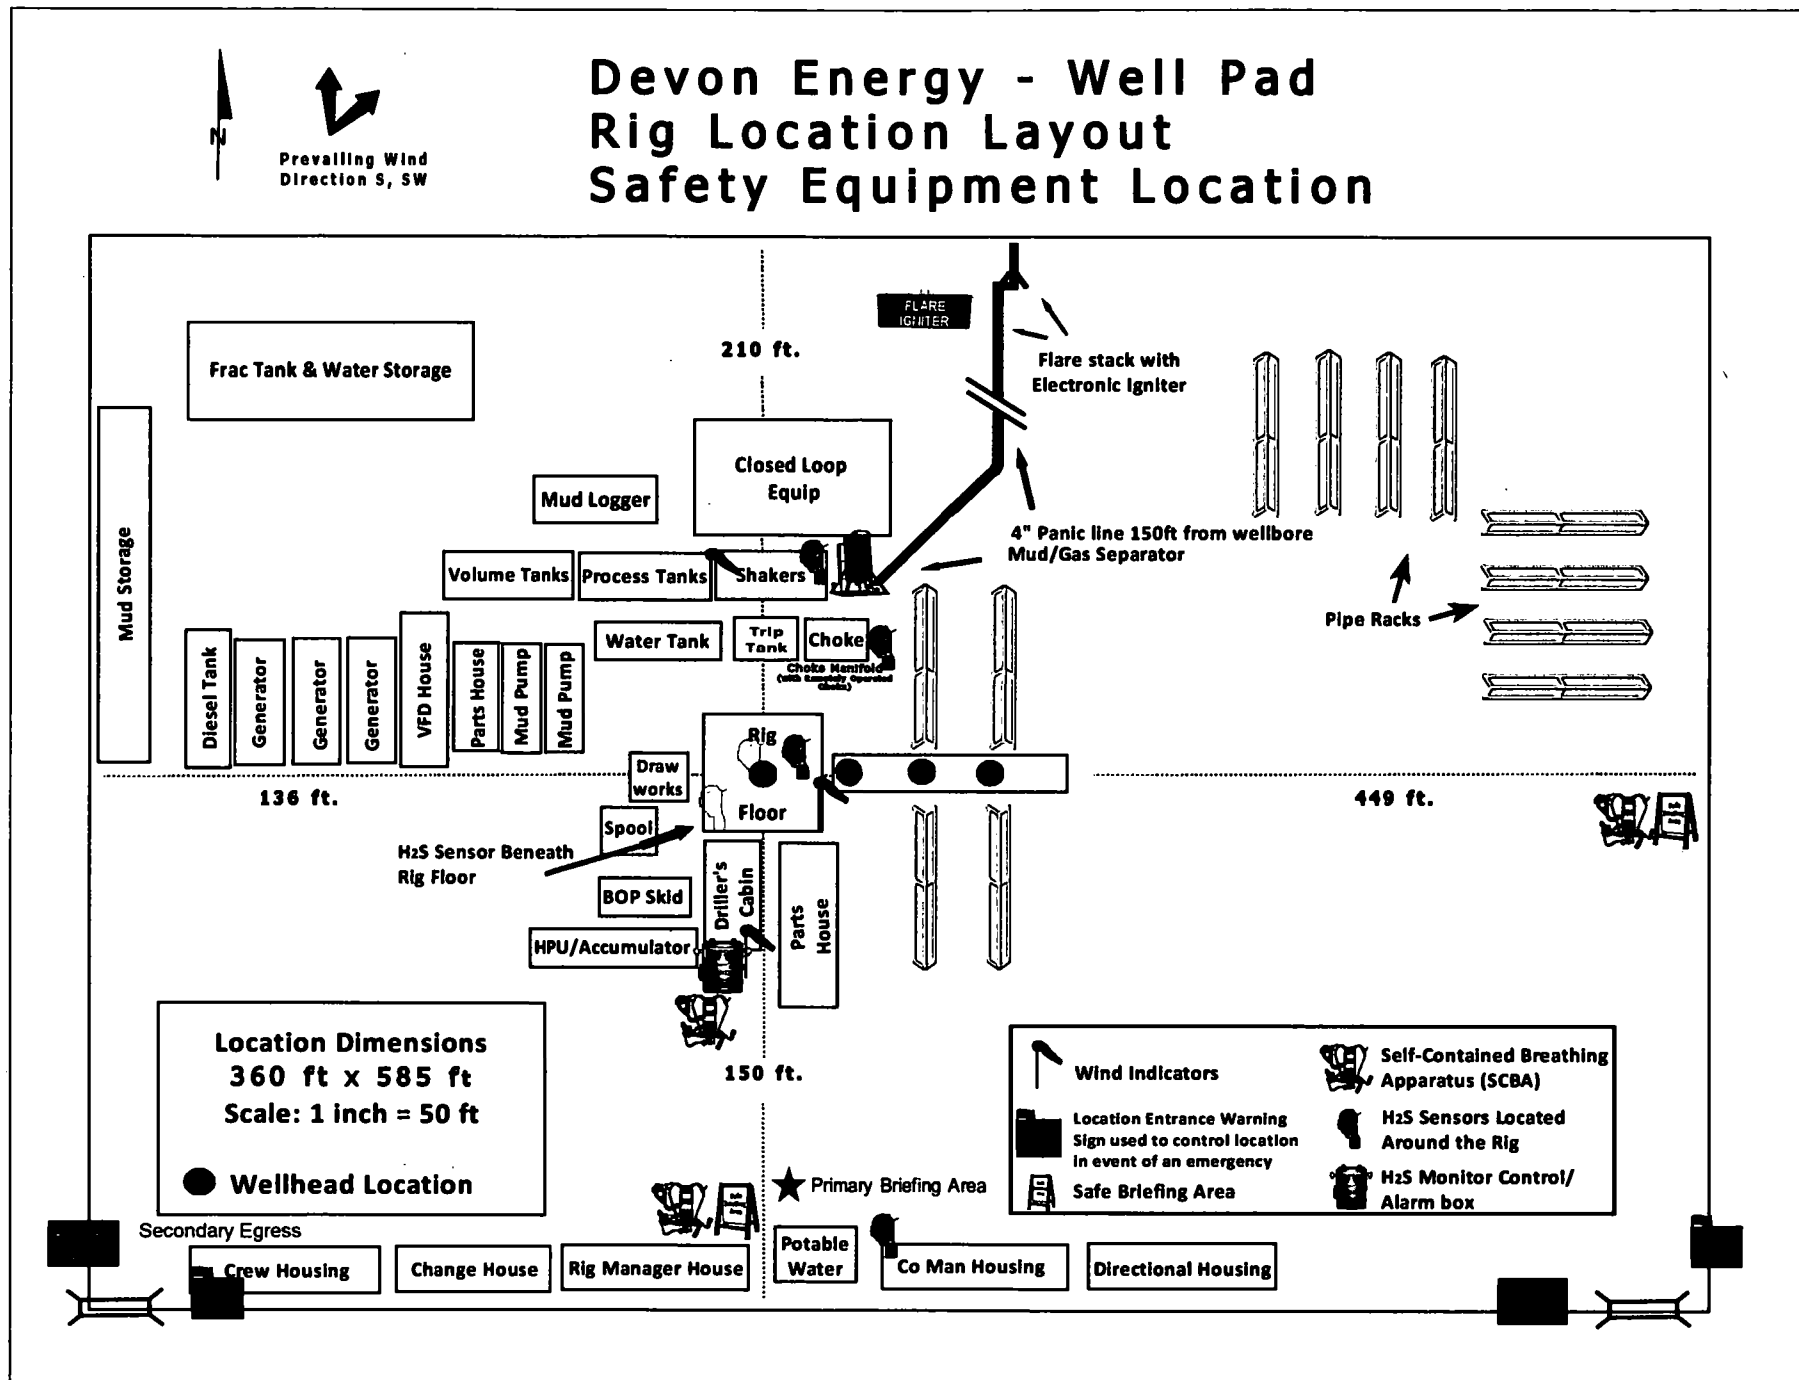 Devon Energy - Well Pad
Rig Location Layout
Safety Equipment Location
N
Prevailing Wind
Direction S, SW
FLARE
IGNITER
210 ft.
Flare stack with
Electronic Igniter
Frac Tank & Water Storage
Closed Loop
Equip
Mud Logger
4" Panic line 150ft from wellbore
Mud/Gas Separator
Mud Storage
Volume Tanks
Process Tanks
Shakers
Pipe Racks
Water Tank
Trip
Tank
Choke
Choke Manifold
(with Remotely Operated
Choke)
Diesel Tank
Generator
Generator
Generator
VFD House
Parts House
Mud Pump
Mud Pump
Rig
Floor
Draw
works
136 ft.
449 ft.
Spool
H2S Sensor Beneath
Rig Floor
BOP Skid
Driller's
Cabin
Parts
House
HPU/Accumulator
Location Dimensions
360 ft x 585 ft
Scale: 1 inch = 50 ft
Wellhead Location
150 ft.
Wind Indicators
Location Entrance Warning
Sign used to control location
in event of an emergency
Safe Briefing Area
Self-Contained Breathing
Apparatus (SCBA)
H2S Sensors Located
Around the Rig
H2S Monitor Control/
Alarm box
Primary Briefing Area
Secondary Egress
Crew Housing
Change House
Rig Manager House
Potable
Water
Co Man Housing
Directional Housing